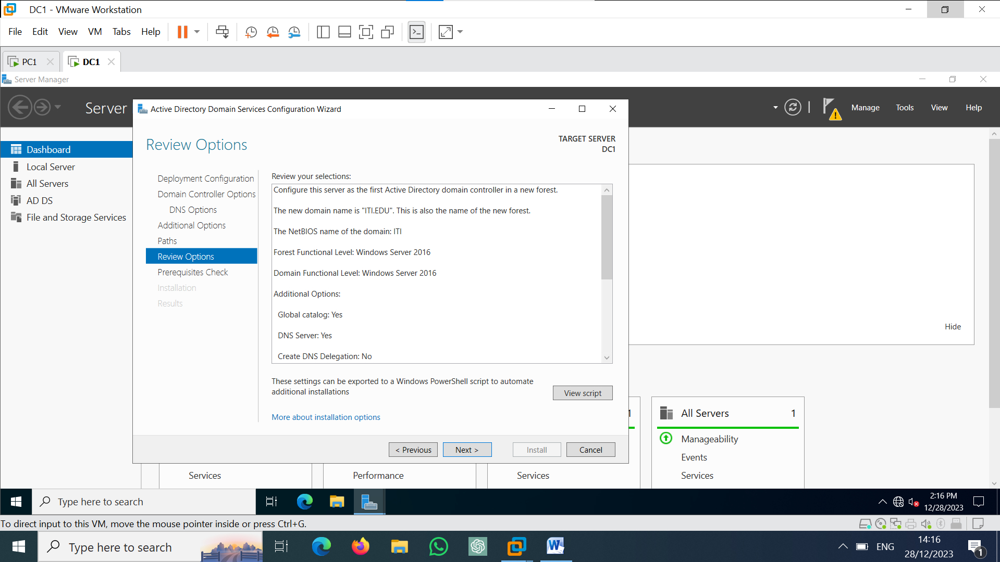 DC1 - VMware Workstation
File Edit View VM Tabs Help
PC1 DC1
Server Manager
Server
Manage Tools View Help
Active Directory Domain Services Configuration Wizard
Review Options
TARGET SERVER
DC1
Dashboard
Local Server
All Servers
AD DS
File and Storage Services
Deployment Configuration
Domain Controller Options
DNS Options
Additional Options
Paths
Review Options
Prerequisites Check
Installation
Results
Review your selections:
Configure this server as the first Active Directory domain controller in a new forest.
The new domain name is "ITI.EDU". This is also the name of the new forest.
The NetBIOS name of the domain: ITI
Forest Functional Level: Windows Server 2016
Domain Functional Level: Windows Server 2016
Additional Options:
Global catalog: Yes
DNS Server: Yes
Create DNS Delegation: No
These settings can be exported to a Windows PowerShell script to automate
additional installations
View script
More about installation options
< Previous Next > Install Cancel
Hide
1
All Servers 1
Manageability
Events
Services
Services
Performance
Services
Type here to search
2:16 PM
12/28/2023
To direct input to this VM, move the mouse pointer inside or press Ctrl+G.
Type here to search
ENG
14:16
28/12/2023
1